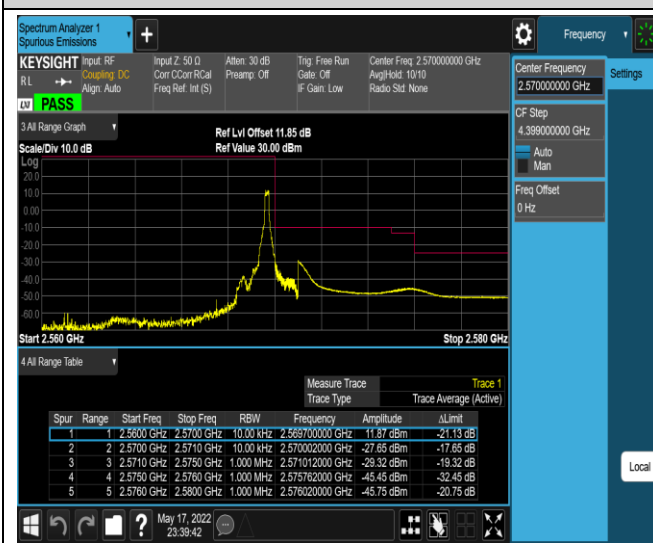 Spectrum Analyzer 1
Spurious Emissions
+
Frequency
KEYSIGHT
RL
Input: RF
Coupling: DC
Align: Auto
Input Z: 50 Ω
Corr CCorr RCal
Freq Ref: Int (S)
Atten: 30 dB
Preamp: Off
Trig: Free Run
Gate: Off
IF Gain: Low
Center Freq: 2.570000000 GHz
Avg|Hold: 10/10
Radio Std: None
LXI PASS
Center Frequency
2.570000000 GHz
Settings
CF Step
4.399000000 GHz
Auto
Man
Freq Offset
0 Hz
3 All Range Graph
Scale/Div 10.0 dB
Ref Lvl Offset 11.85 dB
Ref Value 30.00 dBm
Log
20.0
10.0
0.00
-10.0
-20.0
-30.0
-40.0
-50.0
-60.0
Start 2.560 GHz
Stop 2.580 GHz
4 All Range Table
Measure Trace Trace 1
Trace Type Trace Average (Active)
Spur Range Start Freq Stop Freq RBW Frequency Amplitude ΔLimit
1 1 2.5600 GHz 2.5700 GHz 10.00 kHz 2.569700000 GHz 11.87 dBm -21.13 dB
2 2 2.5700 GHz 2.5710 GHz 10.00 kHz 2.570002000 GHz -27.65 dBm -17.65 dB
3 3 2.5710 GHz 2.5750 GHz 1.000 MHz 2.571012000 GHz -29.32 dBm -19.32 dB
4 4 2.5750 GHz 2.5760 GHz 1.000 MHz 2.575762000 GHz -45.45 dBm -32.45 dB
5 5 2.5760 GHz 2.5800 GHz 1.000 MHz 2.576020000 GHz -45.75 dBm -20.75 dB
Local
?
May 17, 2022
23:39:42